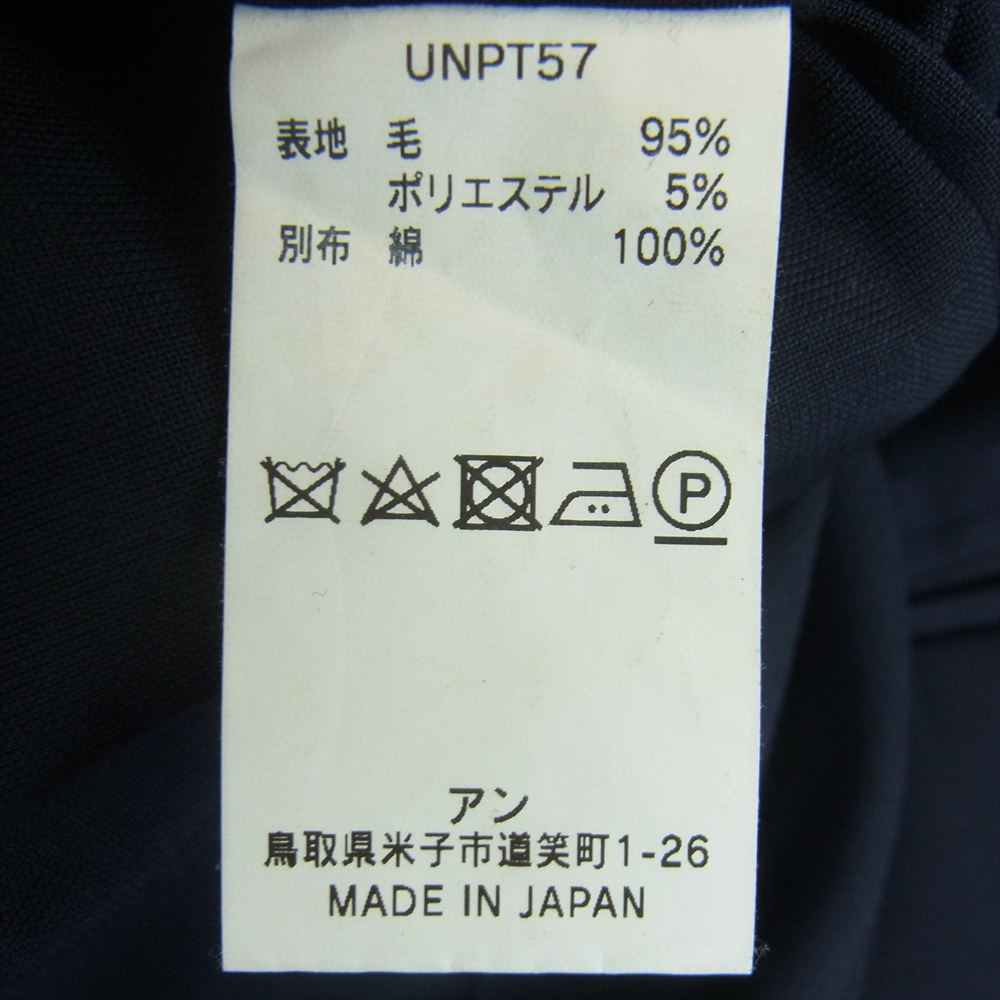 UNPT57
表地 毛 95%
ポリエステル 5%
別布 綿 100%
P
アン
鳥取県米子市道笑町1-26
MADE IN JAPAN